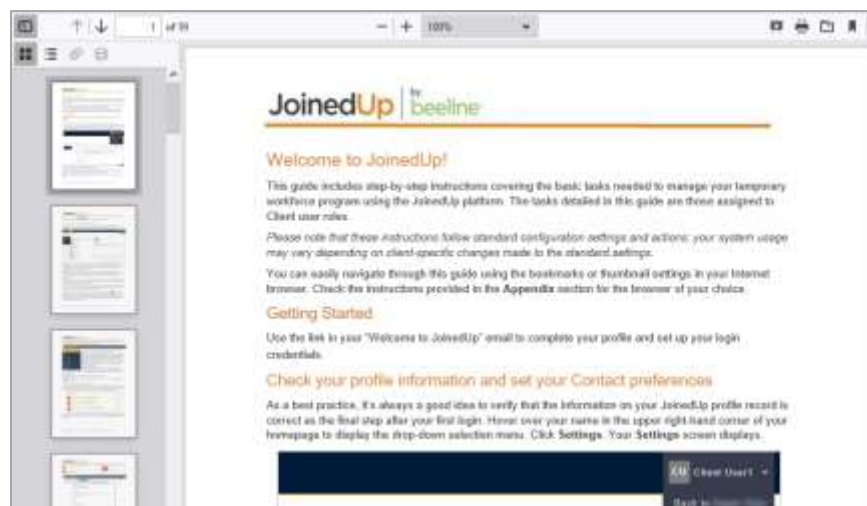 1 of 19
100%
JoinedUp by beeline
Welcome to JoinedUp!
This guide includes step-by-step instructions covering the basic tasks needed to manage your temporary
workforce program using the JoinedUp platform. The tasks detailed in this guide are those assigned to
Client user roles.
Please note that these instructions follow standard configuration settings and actions; your system usage
may vary depending on client-specific changes made to the standard settings.
You can easily navigate through this guide using the bookmarks or thumbnail settings in your Internet
browser. Check the instructions provided in the Appendix section for the browser of your choice.
Getting Started
Use the link in your "Welcome to JoinedUp" email to complete your profile and set up your login
credentials.
Check your profile information and set your Contact preferences
As a best practice, it's always a good idea to verify that the information on your JoinedUp profile record is
correct as the final step after your first login. Hover over your name in the upper right-hand corner of your
homepage to display the drop-down selection menu. Click Settings. Your Settings screen displays.
Client User1
Back to